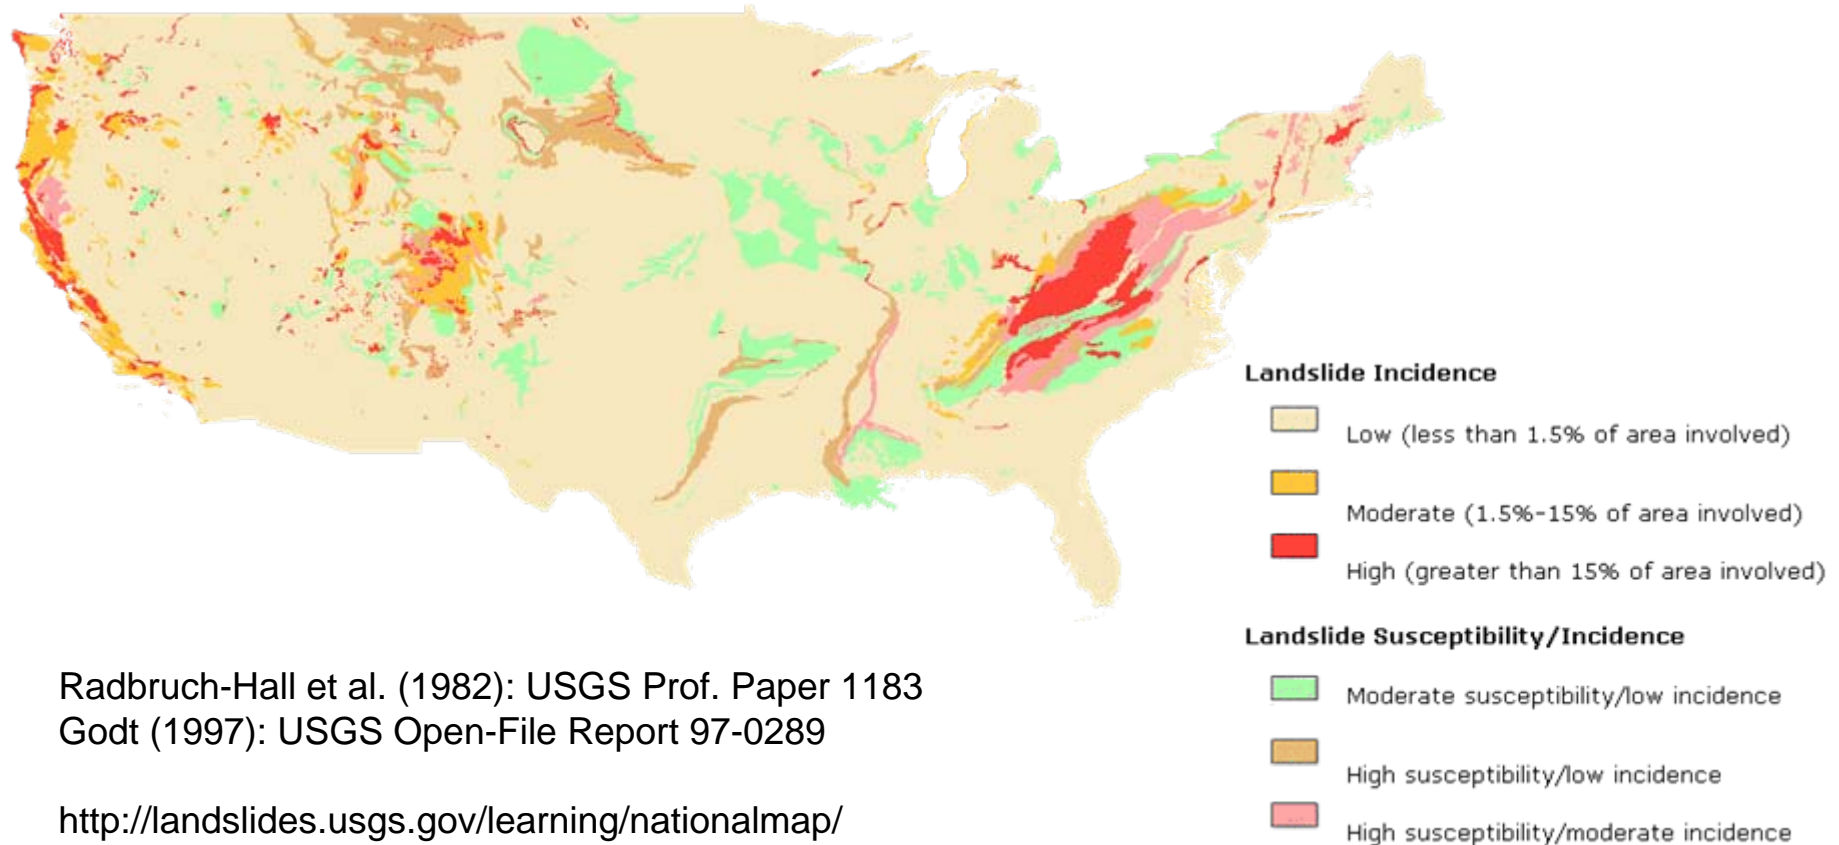 Landslide Incidence
Low (less than 1.5% of area involved)
Moderate (1.5%-15% of area involved)
High (greater than 15% of area involved)
Landslide Susceptibility/Incidence
Moderate susceptibility/low incidence
High susceptibility/low incidence
High susceptibility/moderate incidence
Radbruch-Hall et al. (1982): USGS Prof. Paper 1183
Godt (1997): USGS Open-File Report 97-0289
http://landslides.usgs.gov/learning/nationalmap/